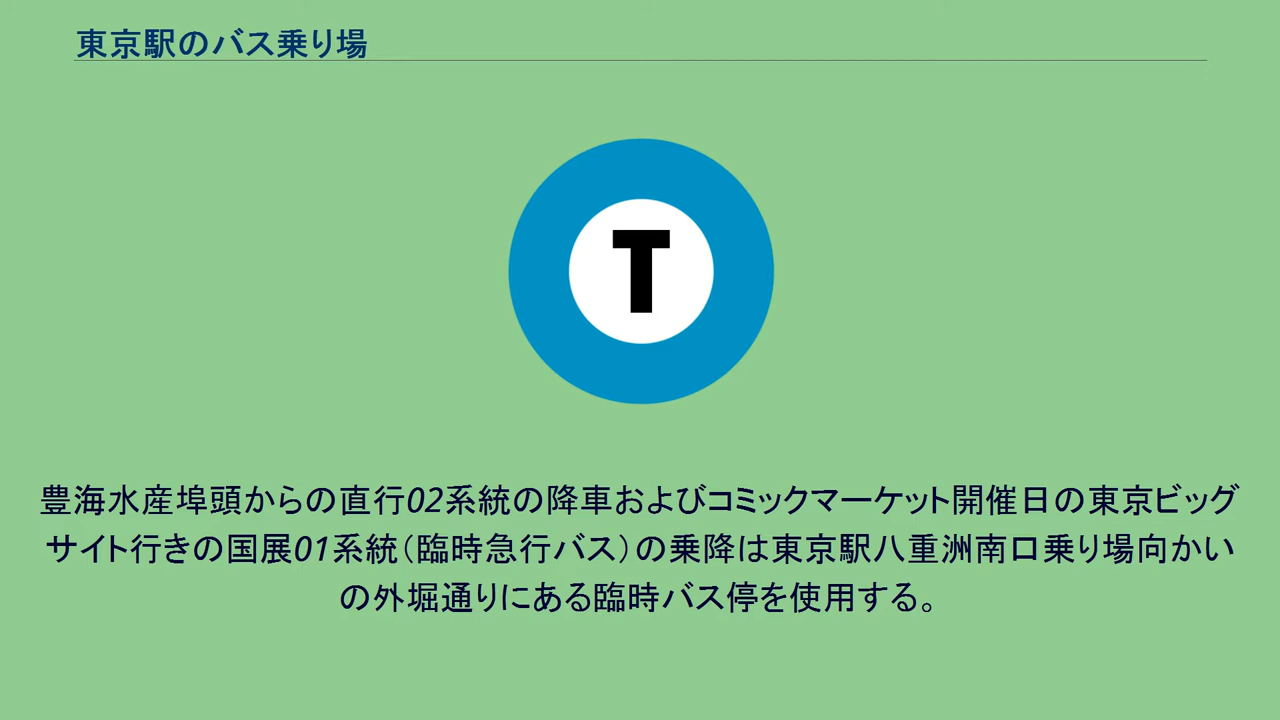 東京駅のバス乗り場
T
豊海水産埠頭からの直行02系統の降車およびコミックマーケット開催日の東京ビッグ
サイト行きの国展01系統（臨時急行バス）の乗降は東京駅八重洲南口乗り場向かい
の外堀通りにある臨時バス停を使用する。